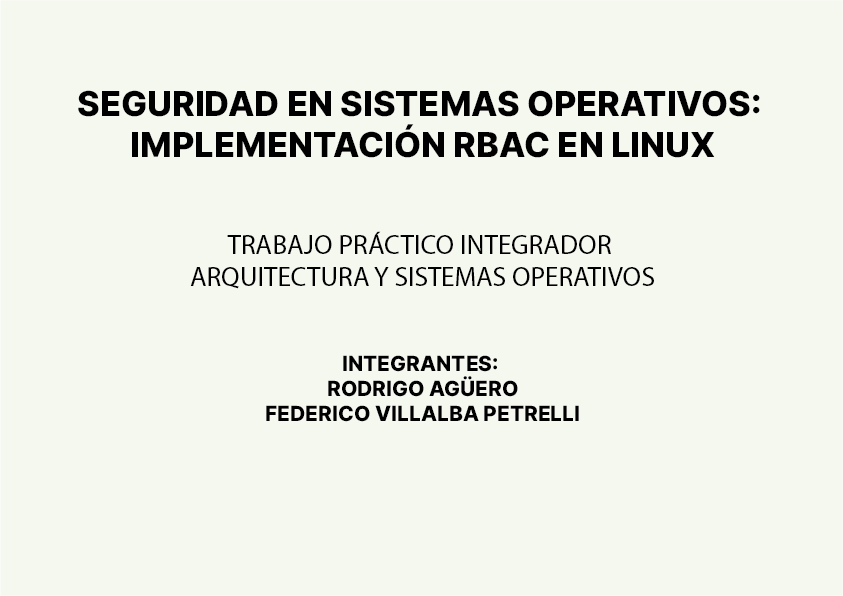 SEGURIDAD EN SISTEMAS OPERATIVOS:
IMPLEMENTACIÓN RBAC EN LINUX
TRABAJO PRÁCTICO INTEGRADOR
ARQUITECTURA Y SISTEMAS OPERATIVOS
INTEGRANTES:
RODRIGO AGÜERO
FEDERICO VILLALBA PETRELLI